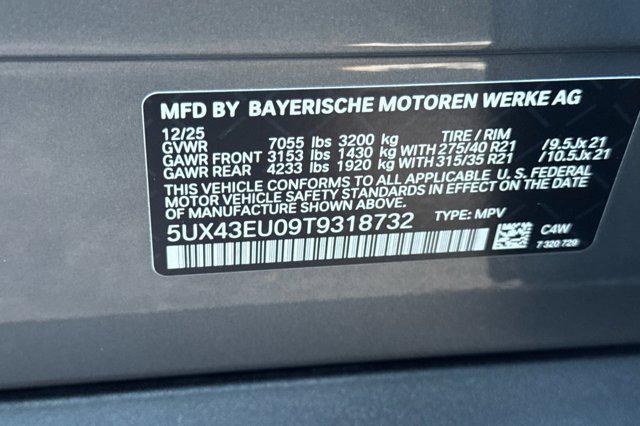 MFD BY BAYERISCHE MOTOREN WERKE AG
12/25 TIRE / RIM
GVWR 7055 lbs 3200 kg
GAWR FRONT 3153 lbs 1430 kg WITH 275/40 R21 /9.5Jx21
GAWR REAR 4233 lbs 1920 kg WITH 315/35 R21 /10.5Jx21
THIS VEHICLE CONFORMS TO ALL APPLICABLE U. S. FEDERAL
MOTOR VEHICLE SAFETY STANDARDS IN EFFECT ON THE DATE
OF MANUFACTURE SHOWN ABOVE.
5UX43EU09T9318732 TYPE: MPV
C4W
7 320 729